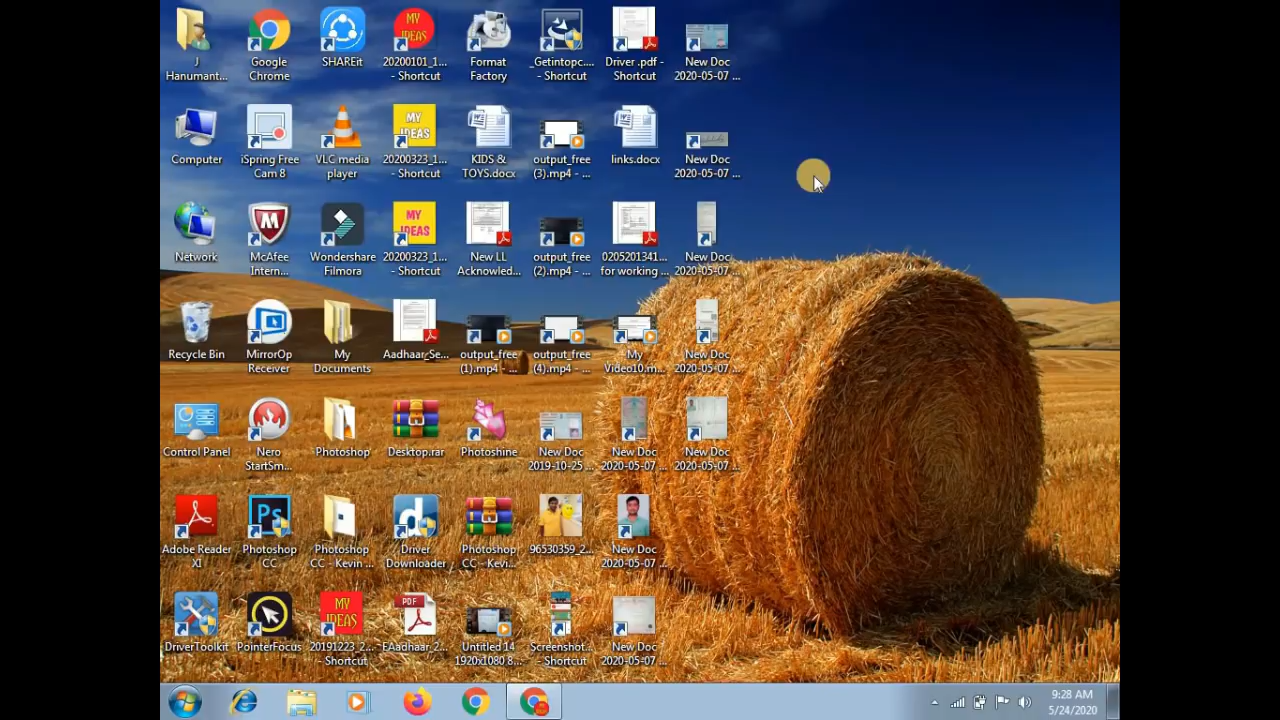 J
Hanumant...
Google
Chrome
SHAREit
MY
IDEAS
20200101_1...
- Shortcut
Format
Factory
_Getintopc....
- Shortcut
Driver .pdf -
Shortcut
New Doc
2020-05-07 ...
Computer
iSpring Free
Cam 8
VLC media
player
MY
IDEAS
20200323_1...
- Shortcut
KIDS &
TOYS.docx
output_free
(3).mp4 - ...
links.docx
New Doc
2020-05-07 ...
Network
McAfee
Intern...
Wondershare
Filmora
MY
IDEAS
20200323_1...
- Shortcut
New LL
Acknowled...
output_free
(2).mp4 - ...
0205201341...
for working ...
New Doc
2020-05-07 ...
Recycle Bin
MirrorOp
Receiver
My
Documents
Aadhaar_Se...
output_free
(1).mp4 - ...
output_free
(4).mp4 - ...
My
Video10.m...
New Doc
2020-05-07 ...
Control Panel
Nero
StartSm...
Photoshop
Desktop.rar
Photoshine
New Doc
2019-10-25 ...
New Doc
2020-05-07 ...
New Doc
2020-05-07 ...
Adobe Reader
XI
Ps
Photoshop
CC
Photoshop
CC - Kevin ...
d
Driver
Downloader
Photoshop
CC - Kevi...
96530359_2...
New Doc
2020-05-07 ...
DriverToolkit
PointerFocus
MY
IDEAS
20191223_2...
- Shortcut
PDF
EAadhaar_2...
Untitled 14
1920x1080 8...
Screenshot...
- Shortcut
New Doc
2020-05-07 ...
9:28 AM
5/24/2020